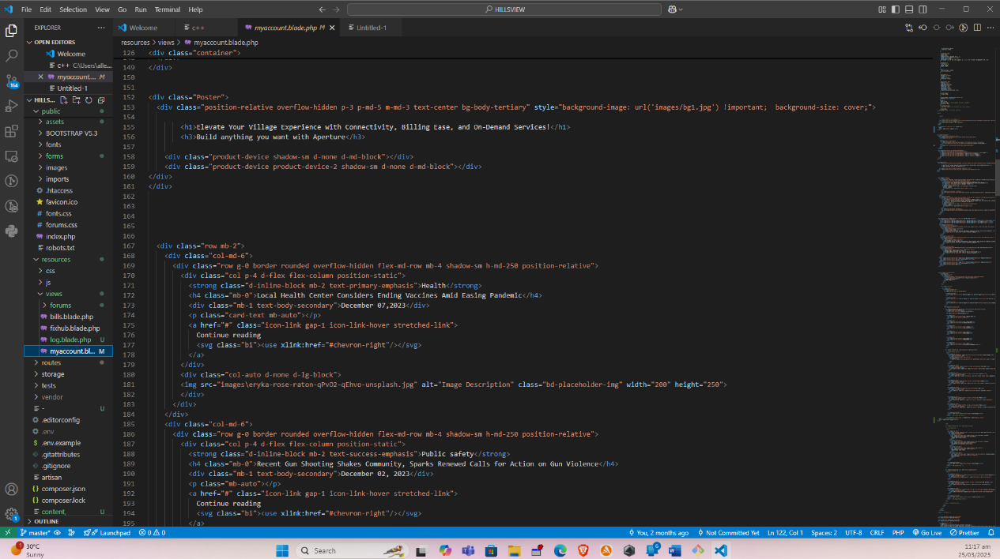 File Edit Selection View Go Run Terminal Help
HILLSVIEW
EXPLORER
Welcome
c++
myacount.blade.php M
Untitled-1
OPEN EDITORS
Welcome
c++ C:\Users\alle...
myacount.... M
Untitled-1
HILLS...
public
assets
BOOTSTRAP V5.3
fonts
forms
images
imports
.htaccess
favicon.ico
fonts.css
forums.css
index.php
robots.txt
resources
css
js
views
forums
bills.blade.php
fixhub.blade.php
log.blade.php U
myacount.bl... M
routes
storage
tests
vendor
- U
.editorconfig
.env
.env.example
.gitattributes
.gitignore
artisan
composer.json
composer.lock
content, U
OUTLINE
164
1
resources > views > myacount.blade.php
126 <div class="container">
149 </div>
150
151
152 <div class="Poster">
153 <div class="position-relative overflow-hidden p-3 p-md-5 m-md-3 text-center bg-body-tertiary" style="background-image: url('images/bg1.jpg') !important; background-size: cover;">
154
155 <h1>Elevate Your Village Experience with Connectivity, Billing Ease, and On-Demand Services!</h1>
156 <h3>Build anything you want with Aperture</h3>
157
158 <div class="product-device shadow-sm d-none d-md-block"></div>
159 <div class="product-device product-device-2 shadow-sm d-none d-md-block"></div>
160 </div>
161 </div>
162
163
164
165
166
167 <div class="row mb-2">
168 <div class="col-md-6">
169 <div class="row g-0 border rounded overflow-hidden flex-md-row mb-4 shadow-sm h-md-250 position-relative">
170 <div class="col p-4 d-flex flex-column position-static">
171 <strong class="d-inline-block mb-2 text-primary-emphasis">Health</strong>
172 <h4 class="mb-0">Local Health Center Considers Ending Vaccines Amid Easing Pandemic</h4>
173 <div class="mb-1 text-body-secondary">December 07,2023</div>
174 <p class="card-text mb-auto"></p>
175 <a href="#" class="icon-link gap-1 icon-link-hover stretched-link">
176 Continue reading
177 <svg class="bi"><use xlink:href="#chevron-right"/></svg>
178 </a>
179 </div>
180 <div class="col-auto d-none d-lg-block">
181 <img src="images\eryka-rose-raton-qPvO2-qEhvo-unsplash.jpg" alt="Image Description" class="bd-placeholder-img" width="200" height="250">
182 </div>
183 </div>
184 </div>
185 <div class="col-md-6">
186 <div class="row g-0 border rounded overflow-hidden flex-md-row mb-4 shadow-sm h-md-250 position-relative">
187 <div class="col p-4 d-flex flex-column position-static">
188 <strong class="d-inline-block mb-2 text-success-emphasis">Public safety</strong>
189 <h4 class="mb-0">Recent Gun Shooting Shakes Community, Sparks Renewed Calls for Action on Gun Violence</h4>
190 <div class="mb-1 text-body-secondary">December 02, 2023</div>
191 <p class="mb-auto"></p>
192 <a href="#" class="icon-link gap-1 icon-link-hover stretched-link">
193 Continue reading
194 <svg class="bi"><use xlink:href="#chevron-right"/></svg>
195 </a>
master* Launchpad 0 0 You, 2 months ago Not Committed Yet Ln 122, Col 1 Spaces: 2 UTF-8 CRLF PHP Go Live Prettier
1
30°C
Sunny
Search
6
11:17 am
25/03/2025